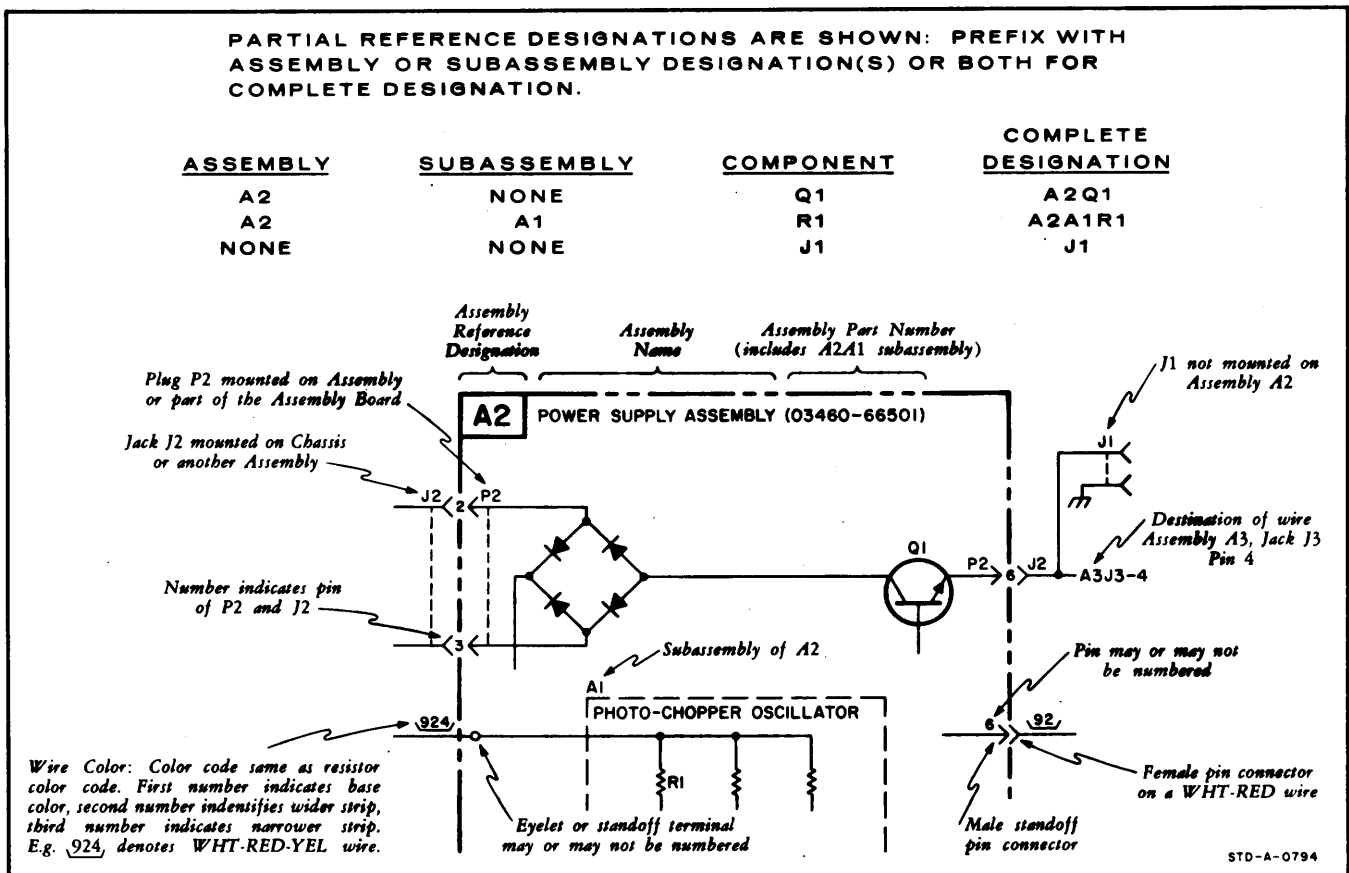 PARTIAL REFERENCE DESIGNATIONS ARE SHOWN: PREFIX WITH
ASSEMBLY OR SUBASSEMBLY DESIGNATION(S) OR BOTH FOR
COMPLETE DESIGNATION.
ASSEMBLY SUBASSEMBLY COMPONENT COMPLETE DESIGNATION
A2 NONE Q1 A2Q1
A2 A1 R1 A2A1R1
NONE NONE J1 J1
Assembly
Reference
Designation
Assembly
Name
Assembly Part Number
(includes A2A1 subassembly)
J1 not mounted on
Assembly A2
Plug P2 mounted on Assembly
or part of the Assembly Board
A2 POWER SUPPLY ASSEMBLY (03460-66501)
Jack J2 mounted on Chassis
or another Assembly
J1
J2 2 P2
Destination of wire
Assembly A3, Jack J3
Pin 4
Q1
P2 6 J2 A3J3-4
Number indicates pin
of P2 and J2
3
Subassembly of A2
Pin may or may not
be numbered
A1
PHOTO-CHOPPER OSCILLATOR
924
6 92
R1
Wire Color: Color code same as resistor
color code. First number indicates base
color, second number indentifies wider strip,
third number indicates narrower strip.
E.g. 924, denotes WHT-RED-YEL wire.
Eyelet or standoff terminal
may or may not be numbered
Female pin connector
on a WHT-RED wire
Male standoff
pin connector
STD-A-0794